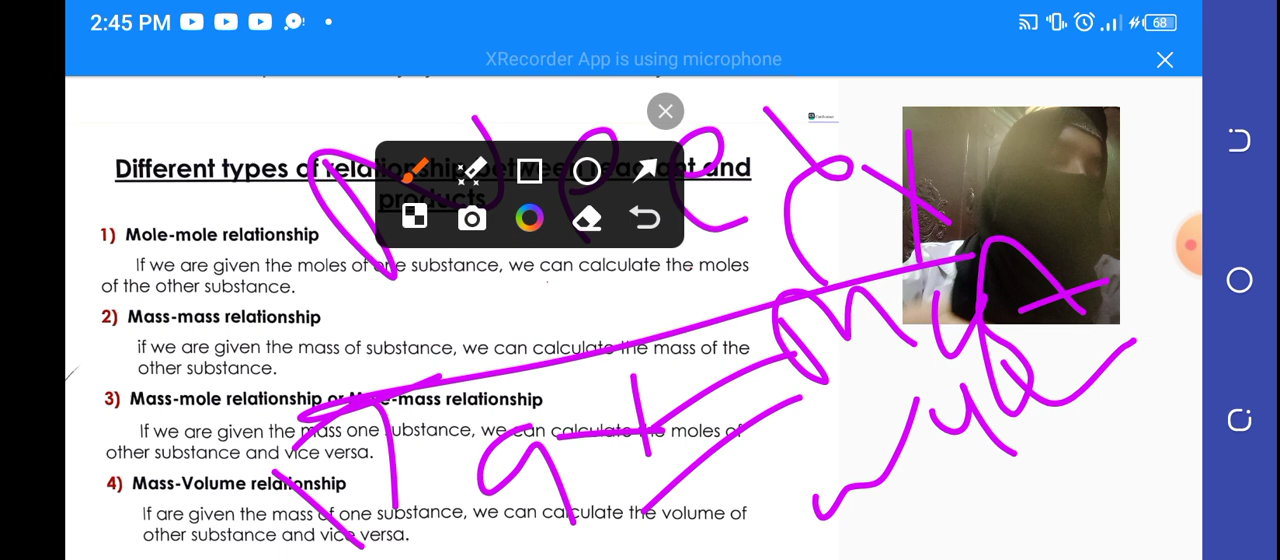 2:45 PM
68
XRecorder App is using microphone
Different types of relationship between reactant and
products
1) Mole-mole relationship
If we are given the moles of one substance, we can calculate the moles
of the other substance.
2) Mass-mass relationship
if we are given the mass of substance, we can calculate the mass of the
other substance.
3) Mass-mole relationship or Mole-mass relationship
If we are given the mass one substance, we can calculate the moles of
other substance and vice versa.
4) Mass-Volume relationship
If are given the mass of one substance, we can calculate the volume of
other substance and vice versa.